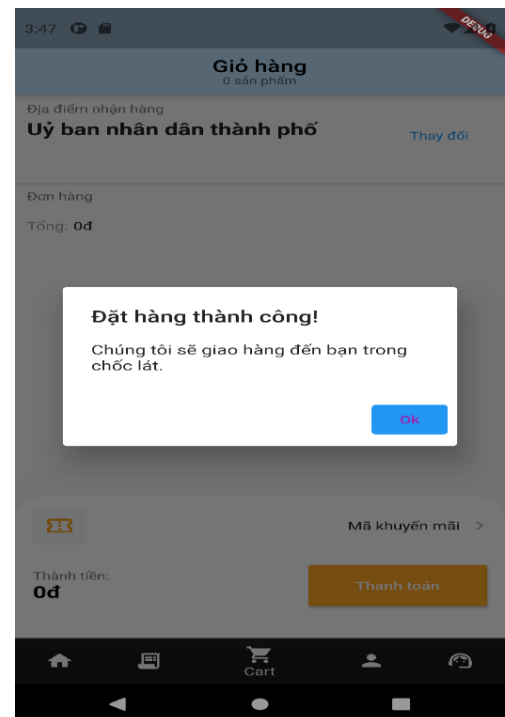 3:47
DEBUG
Giỏ hàng
0 sản phẩm
Địa điểm nhận hàng
Uỷ ban nhân dân thành phố
Thay đổi
Đơn hàng
Tổng: 0đ
Đặt hàng thành công!
Chúng tôi sẽ giao hàng đến bạn trong
chốc lát.
Ok
Mã khuyến mãi >
Thành tiền:
0đ
Thanh toán
Cart